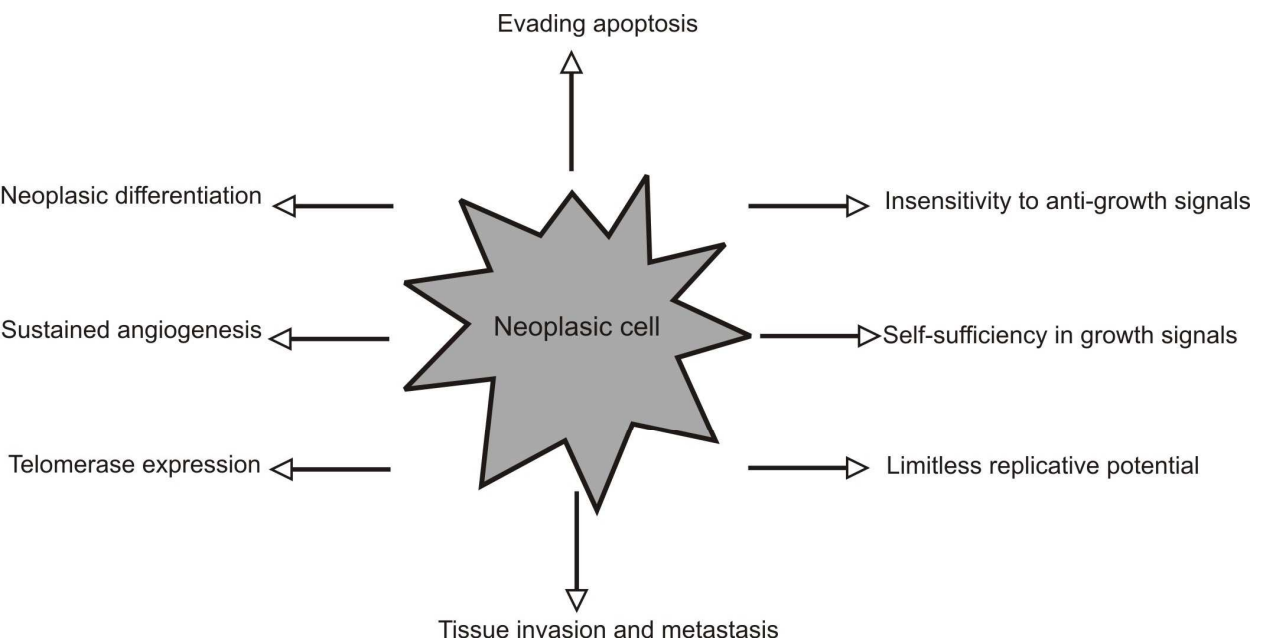 Evading apoptosis
Neoplasic differentiation
Insensitivity to anti-growth signals
Sustained angiogenesis
Neoplasic cell
Self-sufficiency in growth signals
Telomerase expression
Limitless replicative potential
Tissue invasion and metastasis